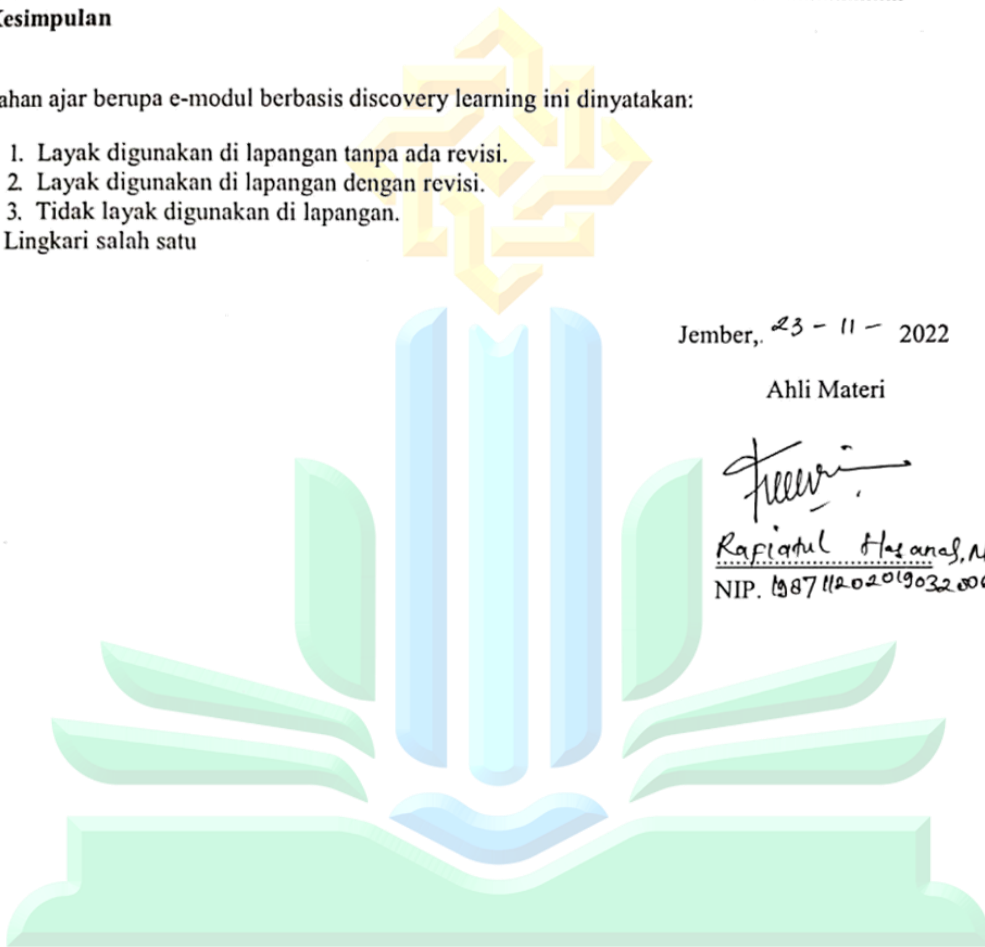 Kesimpulan
ahan ajar berupa e-modul berbasis discovery learning ini dinyatakan:
1. Layak digunakan di lapangan tanpa ada revisi.
2. Layak digunakan di lapangan dengan revisi.
3. Tidak layak digunakan di lapangan.
Lingkari salah satu
Jember,. 23 - 11 - 2022
Ahli Materi
Rafiatul Hasanah, M
NIP. 198711202019032006